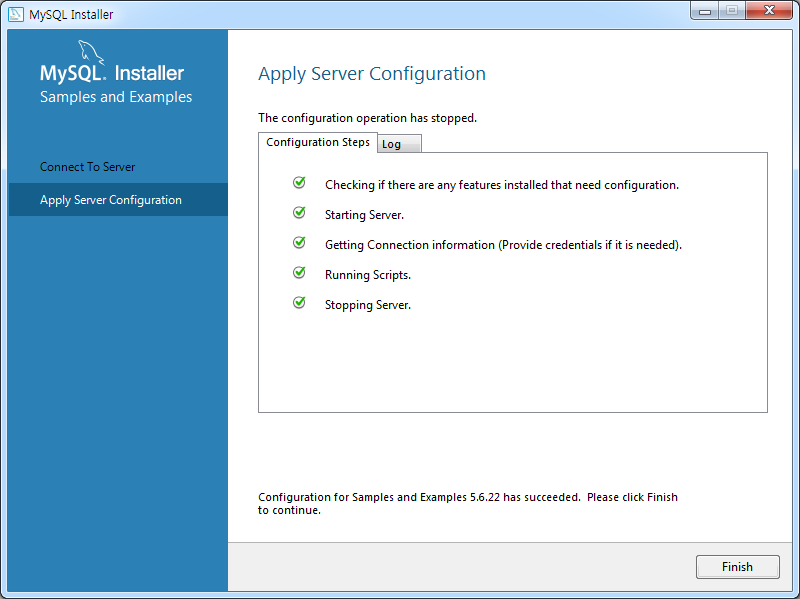 MySQL Installer
MySQL. Installer
Samples and Examples
Connect To Server
Apply Server Configuration
Apply Server Configuration
The configuration operation has stopped.
Configuration Steps
Log
Checking if there are any features installed that need configuration.
Starting Server.
Getting Connection information (Provide credentials if it is needed).
Running Scripts.
Stopping Server.
Configuration for Samples and Examples 5.6.22 has succeeded. Please click Finish
to continue.
Finish